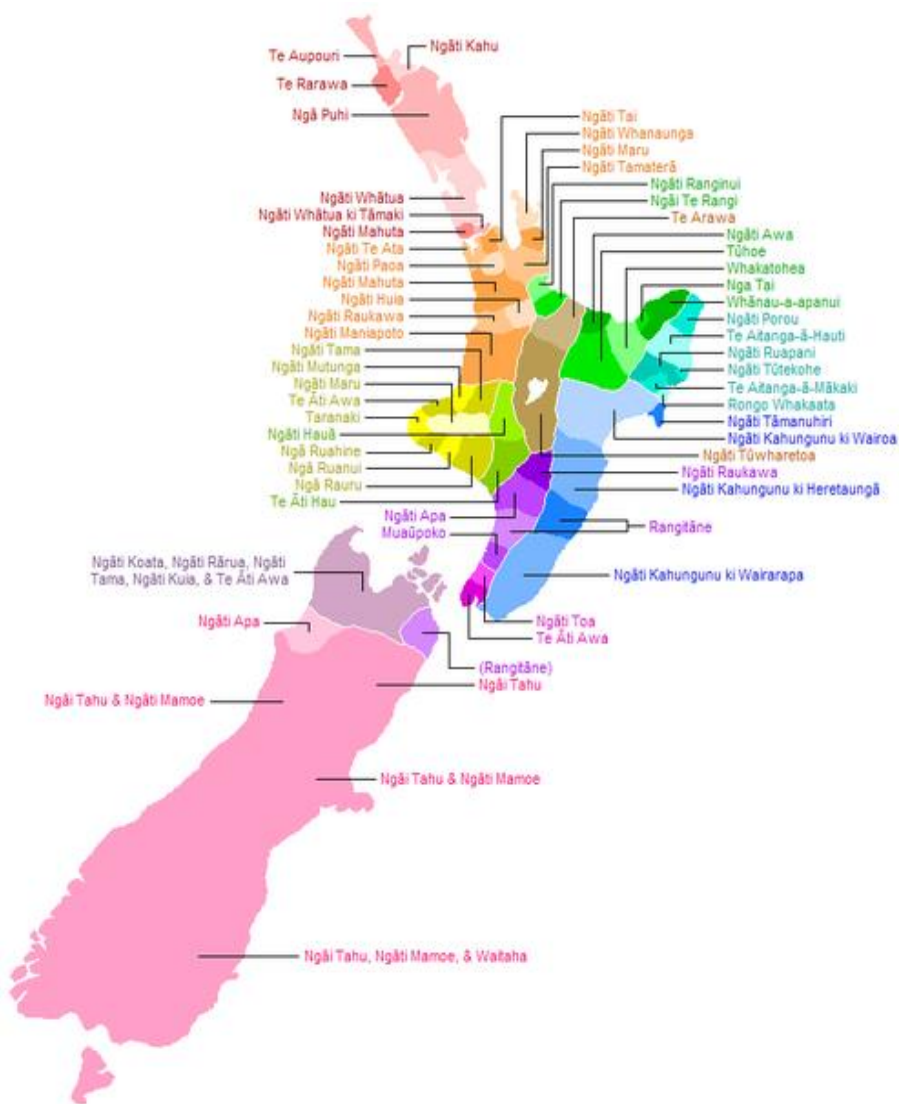 Ngāti Kahu
Te Aupouri
Te Rarawa
Ngā Puhi
Ngāti Tai
Ngāti Whanaunga
Ngāti Maru
Ngāti Tamaterā
Ngāti Ranginui
Ngāi Te Rangi
Te Arawa
Ngāti Awa
Tūhoe
Whakatohea
Nga Tai
Whānau-a-apanui
Ngāti Porou
Te Aitanga-ā-Hauti
Ngāti Ruapani
Ngāti Tūtekohe
Te Aitanga-ā-Mākaki
Rongo Whakaata
Ngāti Tāmanuhiri
Ngāti Kahungunu ki Wairoa
Ngāti Tūwharetoa
Ngāti Raukawa
Ngāti Kahungunu ki Heretaungā
Rangitāne
Ngāti Kahungunu ki Wairarapa
Ngāti Toa
Te Āti Awa
Ngāti Whātua
Ngāti Whātua ki Tāmaki
Ngāti Mahuta
Ngāti Te Ata
Ngāti Paoa
Ngāti Mahuta
Ngāti Huia
Ngāti Raukawa
Ngāti Maniapoto
Ngāti Tama
Ngāti Mutunga
Ngāti Maru
Te Āti Awa
Taranaki
Ngāti Hauā
Ngā Ruahine
Ngā Ruanui
Ngā Rauru
Te Āti Hau
Ngāti Apa
Muaūpoko
Ngāti Koata, Ngāti Rārua, Ngāti
Tama, Ngāti Kuia, & Te Āti Awa
Ngāti Apa
(Rangitāne)
Ngāi Tahu
Ngāi Tahu & Ngāti Mamoe
Ngāi Tahu & Ngāti Mamoe
Ngāi Tahu, Ngāti Mamoe, & Waitaha